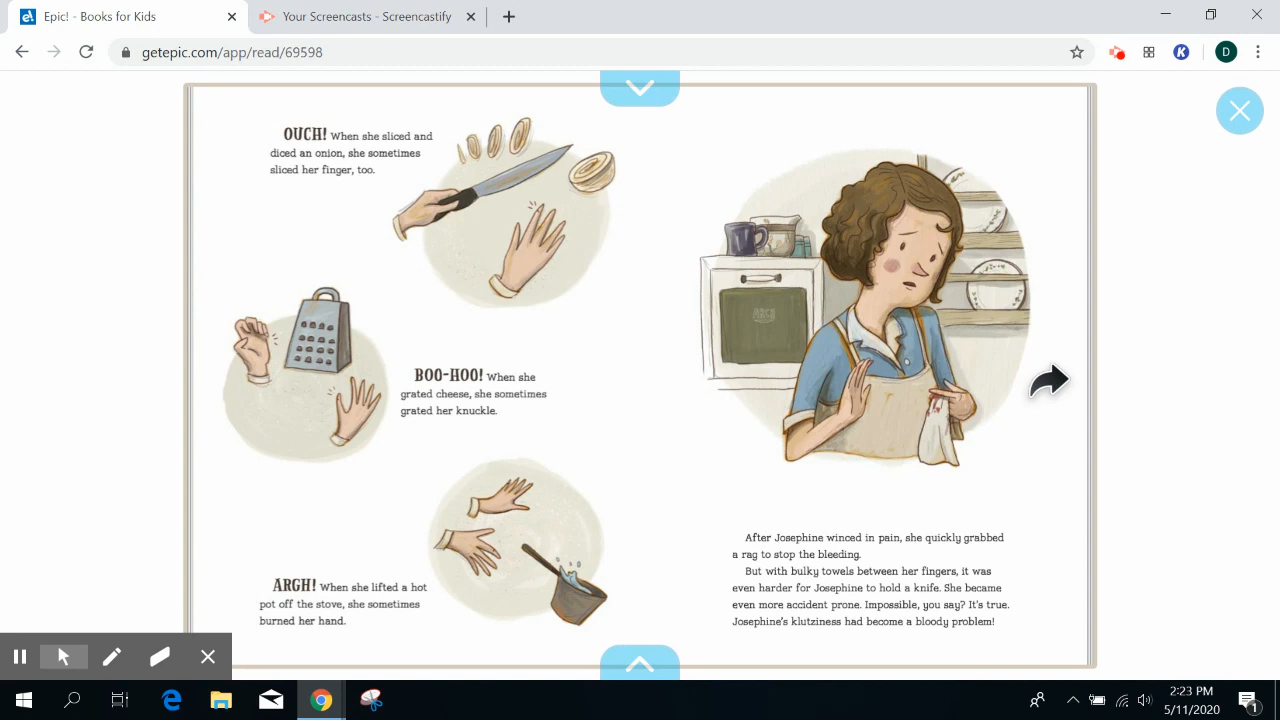 Epic! - Books for Kids
Your Screencasts - Screencastify
getepic.com/app/read/69598
D
OUCH! When she sliced and
diced an onion, she sometimes
sliced her finger, too.
BOO-HOO! When she
grated cheese, she sometimes
grated her knuckle.
ARGH! When she lifted a hot
pot off the stove, she sometimes
burned her hand.
After Josephine winced in pain, she quickly grabbed
a rag to stop the bleeding.
But with bulky towels between her fingers, it was
even harder for Josephine to hold a knife. She became
even more accident prone. Impossible, you say? It's true.
Josephine's klutziness had become a bloody problem!
2:23 PM
5/11/2020